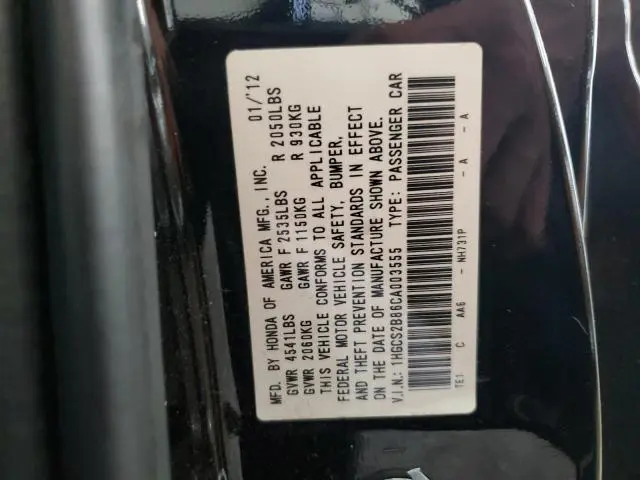 MFD. BY HONDA OF AMERICA MFG., INC. 01/'12
GVWR 4541LBS GAWR F 2535LBS R 2050LBS
GVWR 2060KG GAWR F 1150KG R 930KG
THIS VEHICLE CONFORMS TO ALL APPLICABLE
FEDERAL MOTOR VEHICLE SAFETY, BUMPER,
AND THEFT PREVENTION STANDARDS IN EFFECT
ON THE DATE OF MANUFACTURE SHOWN ABOVE.
V.I.N.: 1HGCS2B86CA003555 TYPE: PASSENGER CAR
TE1 C AA6 - NH731P - A - A